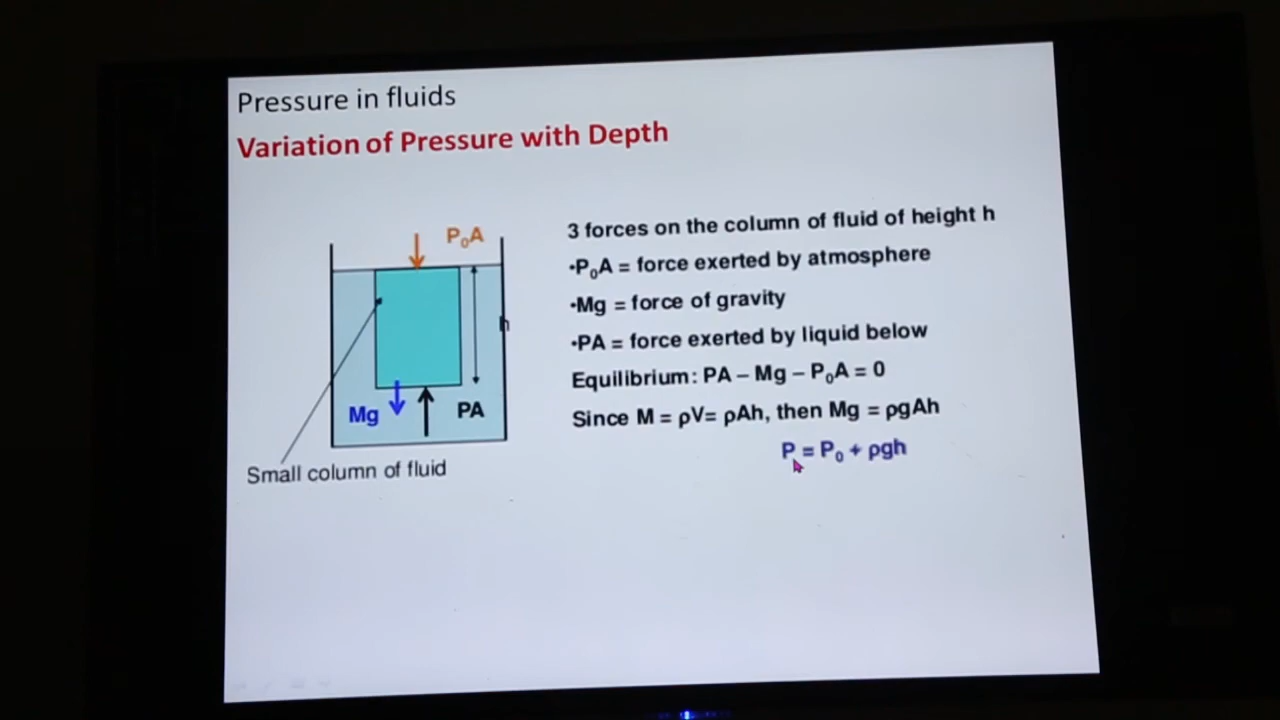 Pressure in fluids
Variation of Pressure with Depth
P₀A
h
Mg
PA
Small column of fluid
3 forces on the column of fluid of height h
•P₀A = force exerted by atmosphere
•Mg = force of gravity
•PA = force exerted by liquid below
Equilibrium: PA – Mg – P₀A = 0
Since M = ρV= ρAh, then Mg = ρgAh
P = P₀ + ρgh